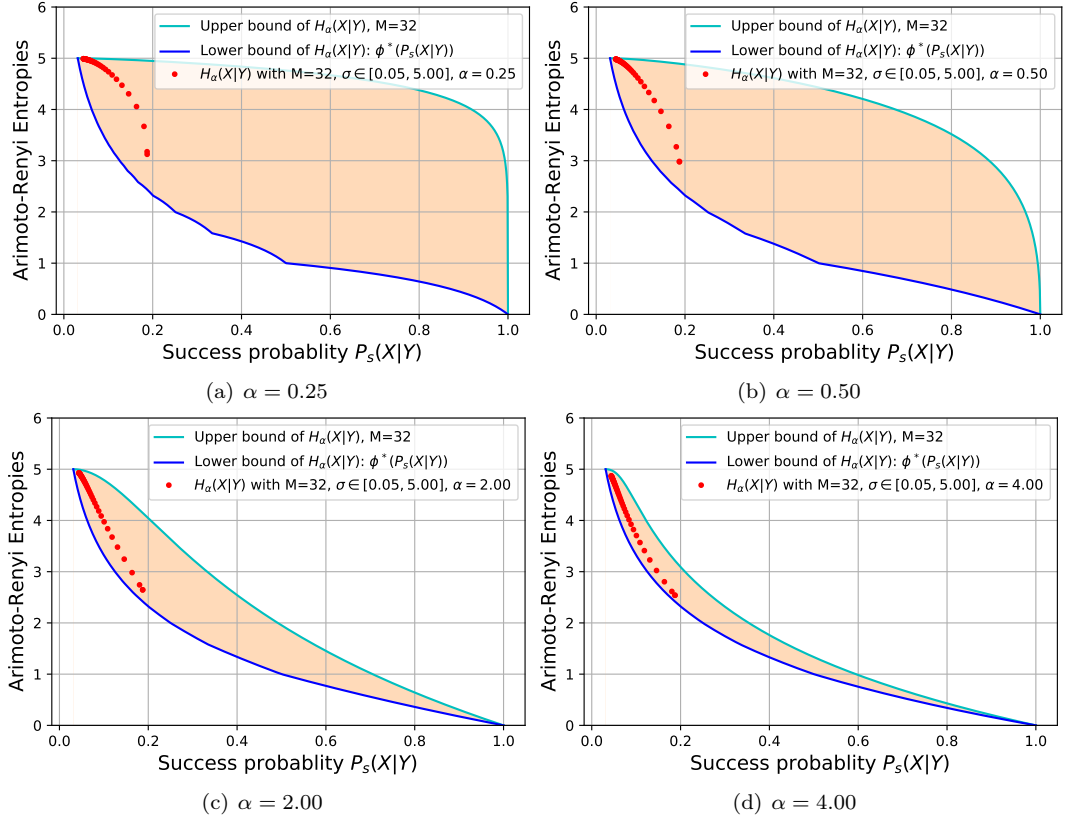 Upper bound of Hα(X|Y), M=32
Lower bound of Hα(X|Y): ϕ*(Ps(X|Y))
Hα(X|Y) with M=32, σ∈[0.05, 5.00], α=0.25
6
5
4
3
2
1
0
Arimoto-Renyi Entropies
0.0 0.2 0.4 0.6 0.8 1.0
Success probablity Ps(X|Y)
(a) α = 0.25
Upper bound of Hα(X|Y), M=32
Lower bound of Hα(X|Y): ϕ*(Ps(X|Y))
Hα(X|Y) with M=32, σ∈[0.05, 5.00], α=0.50
6
5
4
3
2
1
0
Arimoto-Renyi Entropies
0.0 0.2 0.4 0.6 0.8 1.0
Success probablity Ps(X|Y)
(b) α = 0.50
Upper bound of Hα(X|Y), M=32
Lower bound of Hα(X|Y): ϕ*(Ps(X|Y))
Hα(X|Y) with M=32, σ∈[0.05, 5.00], α=2.00
6
5
4
3
2
1
0
Arimoto-Renyi Entropies
0.0 0.2 0.4 0.6 0.8 1.0
Success probablity Ps(X|Y)
(c) α = 2.00
Upper bound of Hα(X|Y), M=32
Lower bound of Hα(X|Y): ϕ*(Ps(X|Y))
Hα(X|Y) with M=32, σ∈[0.05, 5.00], α=4.00
6
5
4
3
2
1
0
Arimoto-Renyi Entropies
0.0 0.2 0.4 0.6 0.8 1.0
Success probablity Ps(X|Y)
(d) α = 4.00